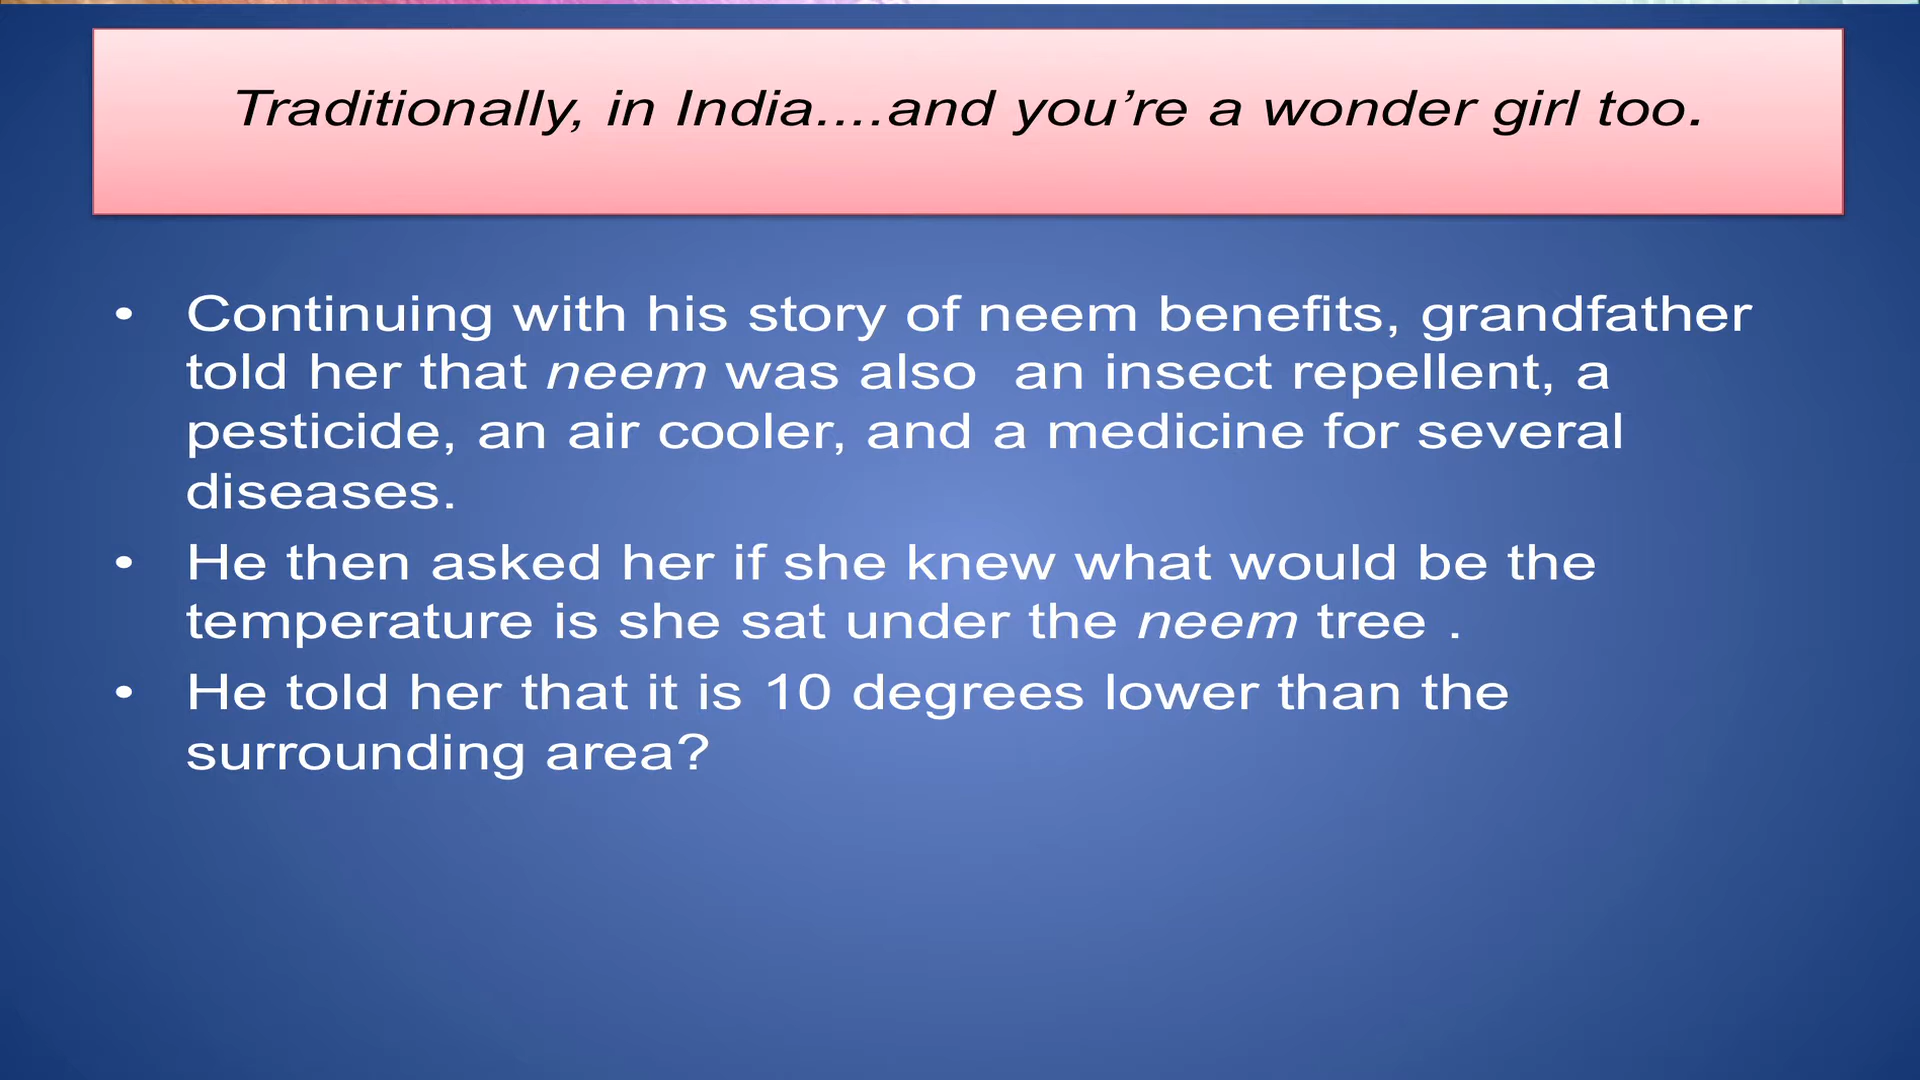 Traditionally, in India....and you’re a wonder girl too.
• Continuing with his story of neem benefits, grandfather
told her that neem was also  an insect repellent, a
pesticide, an air cooler, and a medicine for several
diseases.
• He then asked her if she knew what would be the
temperature is she sat under the neem tree .
• He told her that it is 10 degrees lower than the
surrounding area?